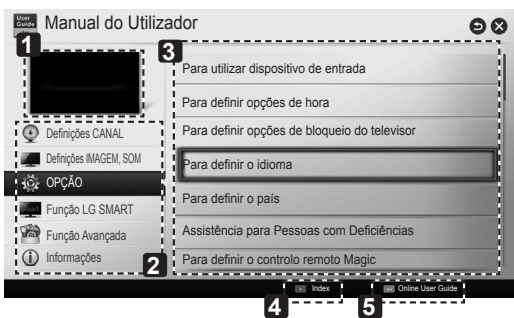 User
Guide
Manual do Utilizador
1
3
Para utilizar dispositivo de entrada
Para definir opções de hora
Para definir opções de bloqueio do televisor
Para definir o idioma
Para definir o país
Assistência para Pessoas com Deficiências
Para definir o controlo remoto Magic
Definições CANAL
Definições IMAGEM, SOM
OPÇÃO
Função LG SMART
Função Avançada
Informações
2
Index
Online User Guide
4
5